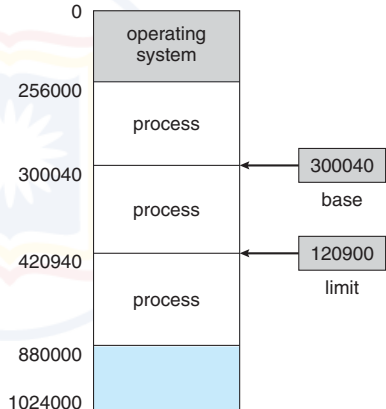 0
operating
system
256000
process
300040
300040
base
process
420940
120900
limit
process
880000
1024000